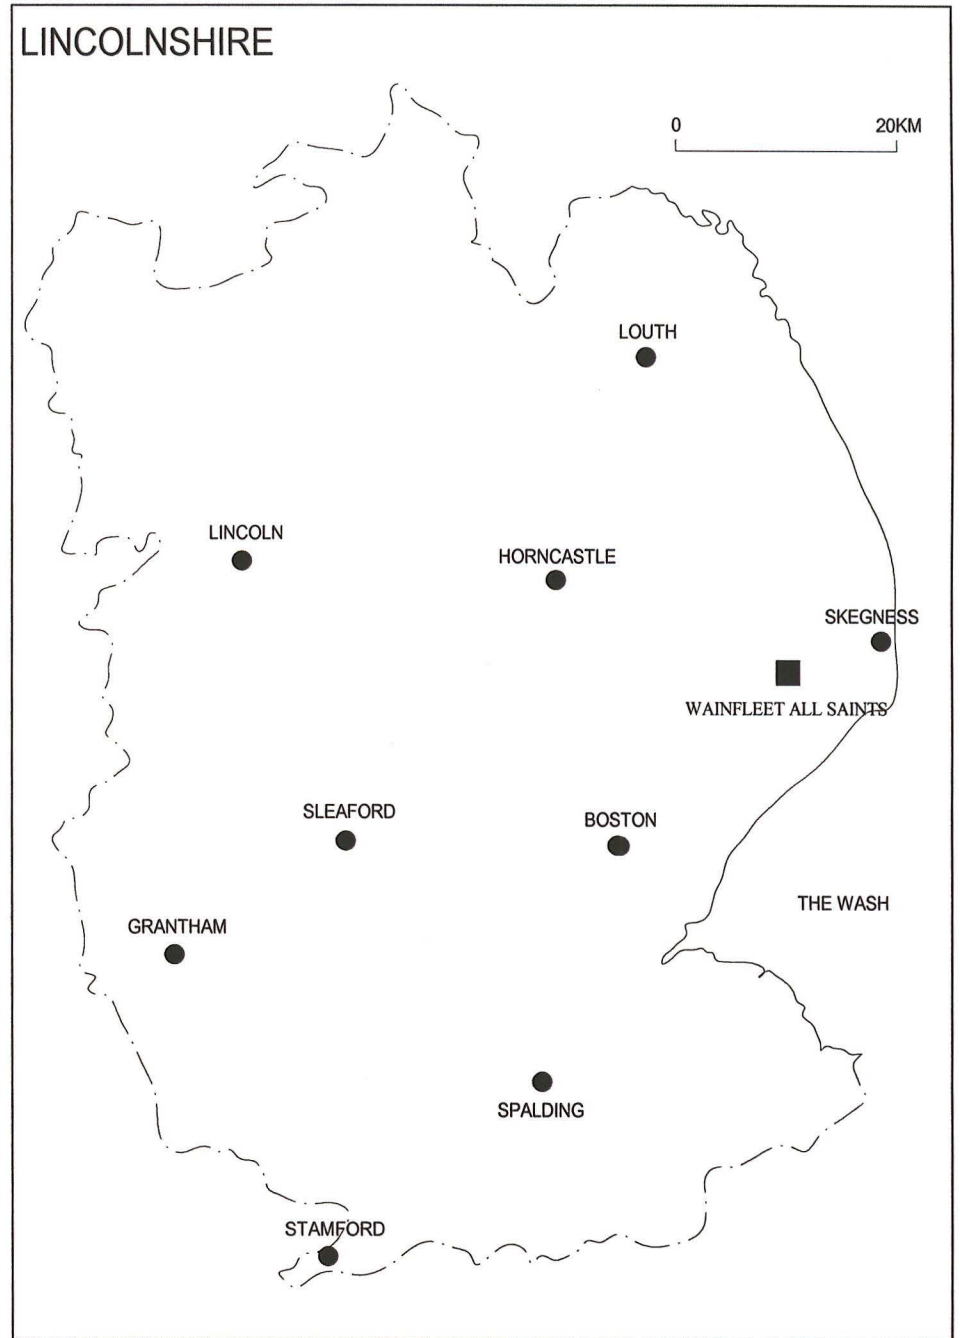 LINCOLNSHIRE
0 20KM
LOUTH
LINCOLN
HORNCASTLE
SKEGNESS
WAINFLEET ALL SAINTS
SLEAFORD
BOSTON
THE WASH
GRANTHAM
SPALDING
STAMFORD